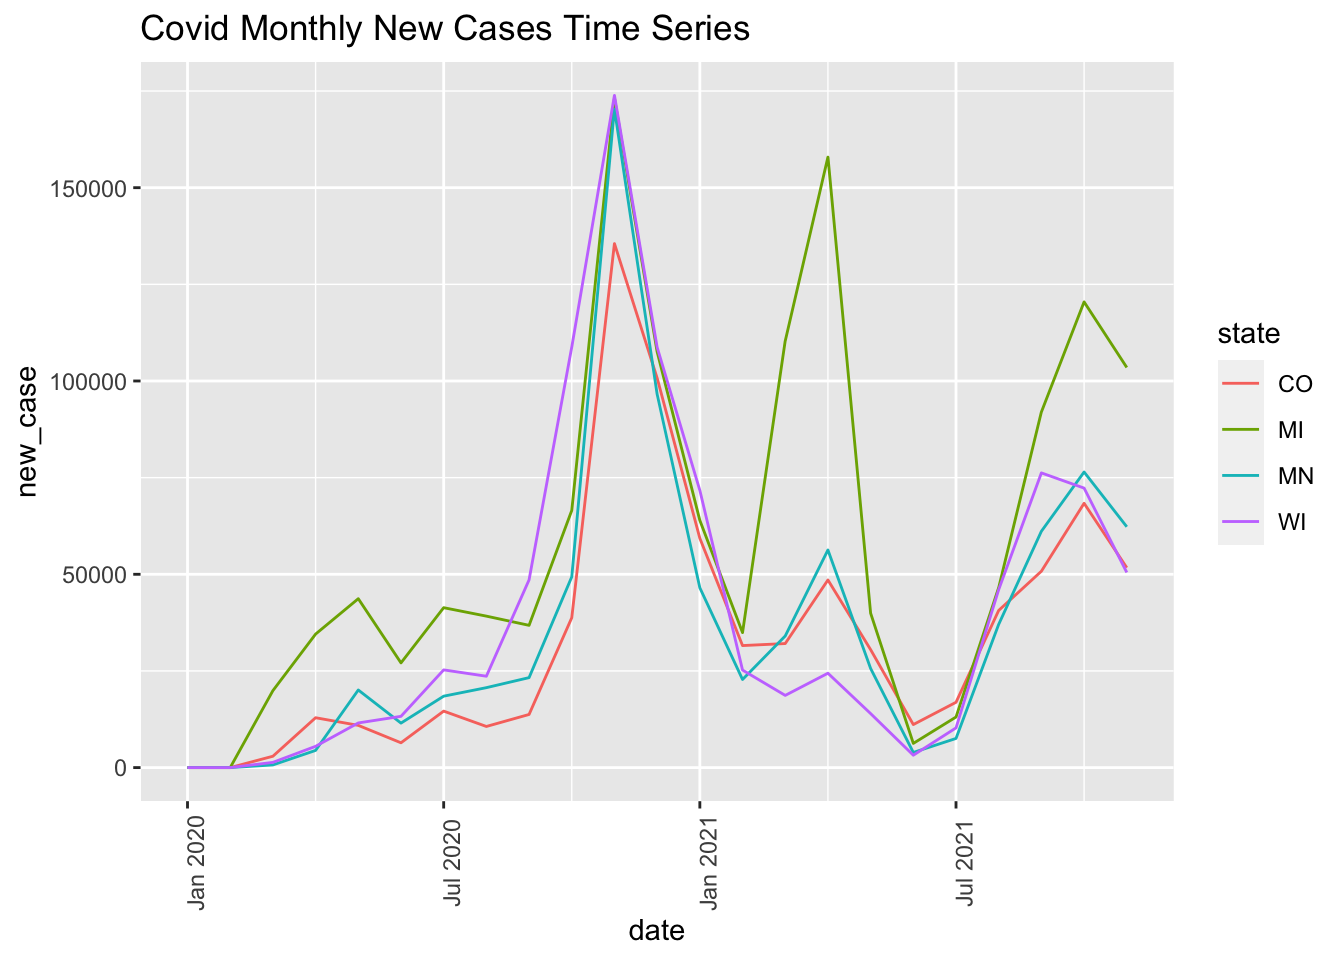 Covid Monthly New Cases Time Series
new_case
150000
100000
50000
0
Jan 2020
Jul 2020
Jan 2021
Jul 2021
date
state
CO
MI
MN
WI